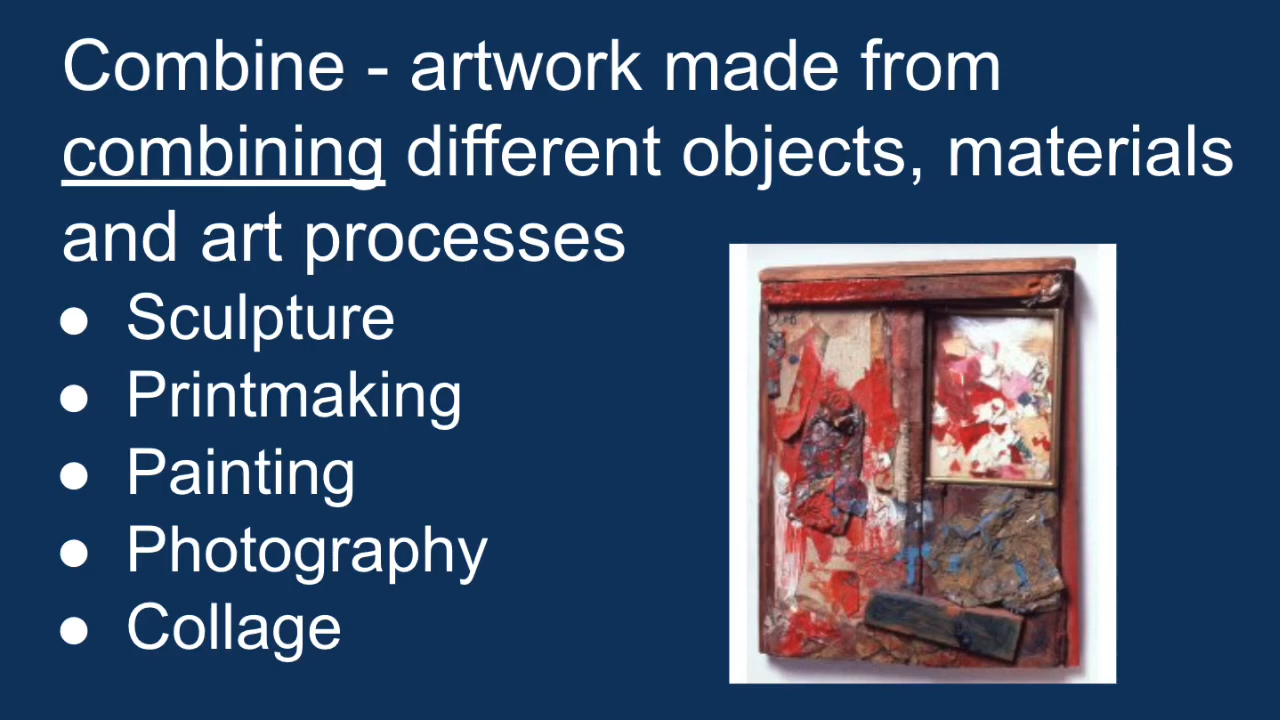 Combine - artwork made from
combining different objects, materials
and art processes
● Sculpture
● Printmaking
● Painting
● Photography
● Collage